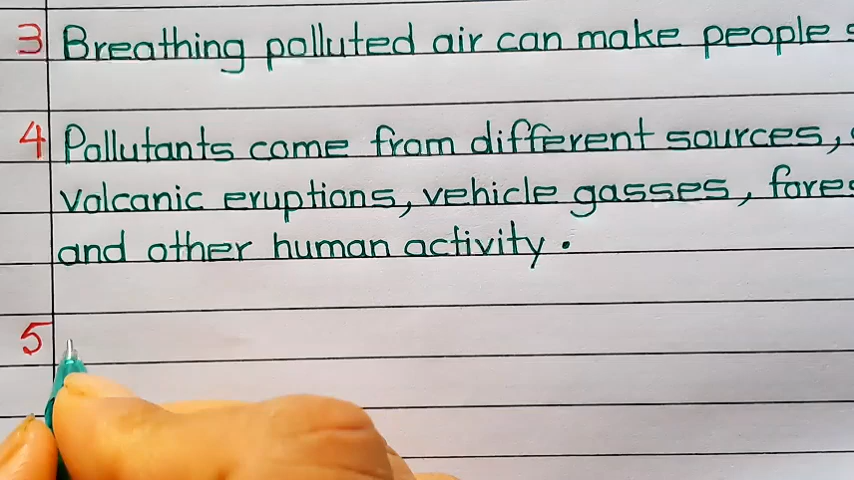 3 Breathing polluted air can make people
4 Pollutants come from different sources,
volcanic eruptions, vehicle gasses,
and other human activity.
5